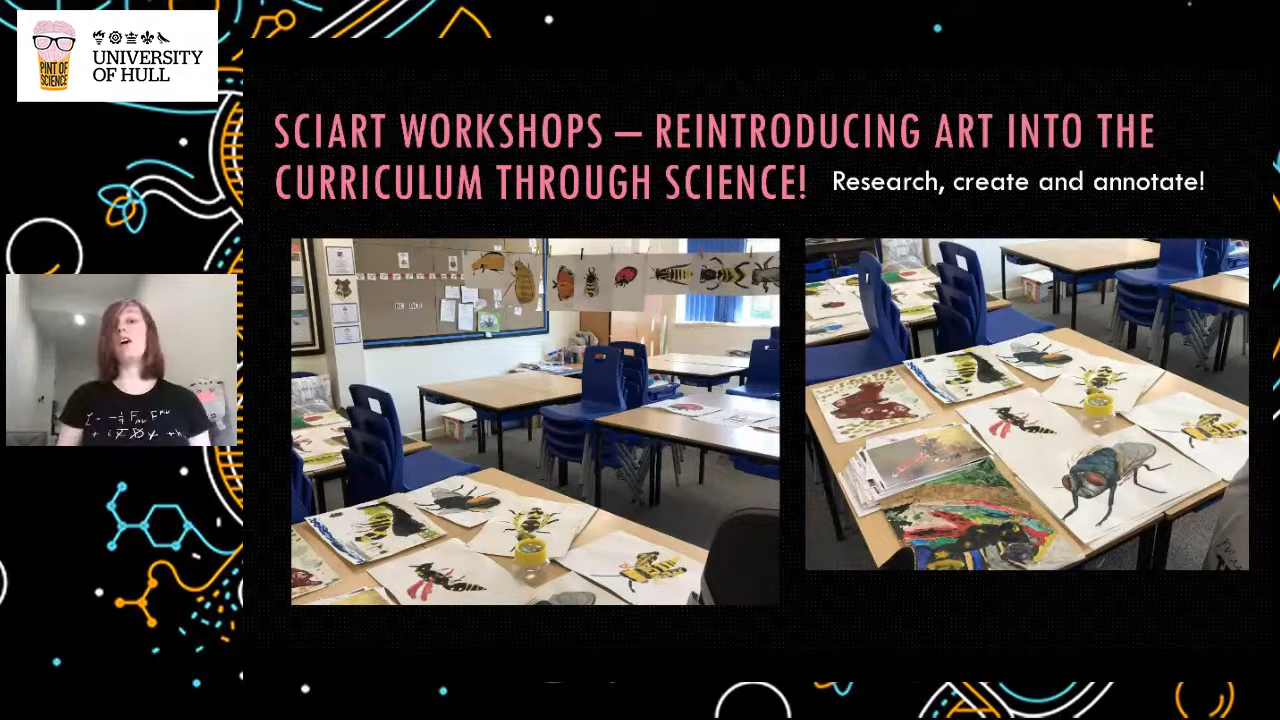 PINT OF
SCIENCE
UNIVERSITY
OF HULL
SCIART WORKSHOPS – REINTRODUCING ART INTO THE
CURRICULUM THROUGH SCIENCE!
Research, create and annotate!